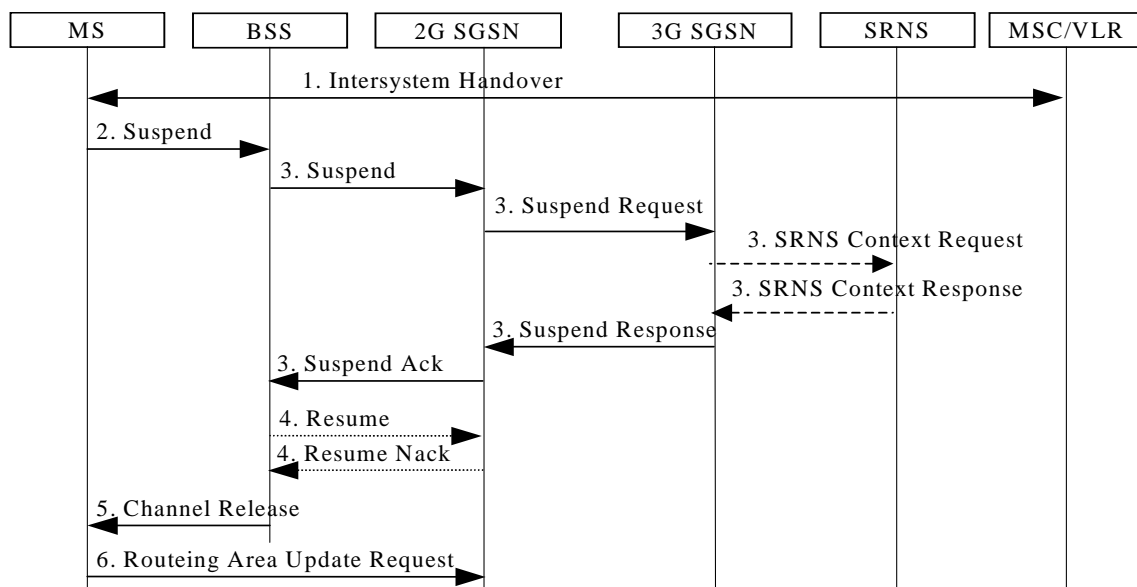 MS BSS 2G SGSN 3G SGSN SRNS MSC/VLR
1. Intersystem Handover
2. Suspend
3. Suspend
3. Suspend Request
3. SRNS Context Request
3. SRNS Context Response
3. Suspend Response
3. Suspend Ack
4. Resume
4. Resume Nack
5. Channel Release
6. Routeing Area Update Request